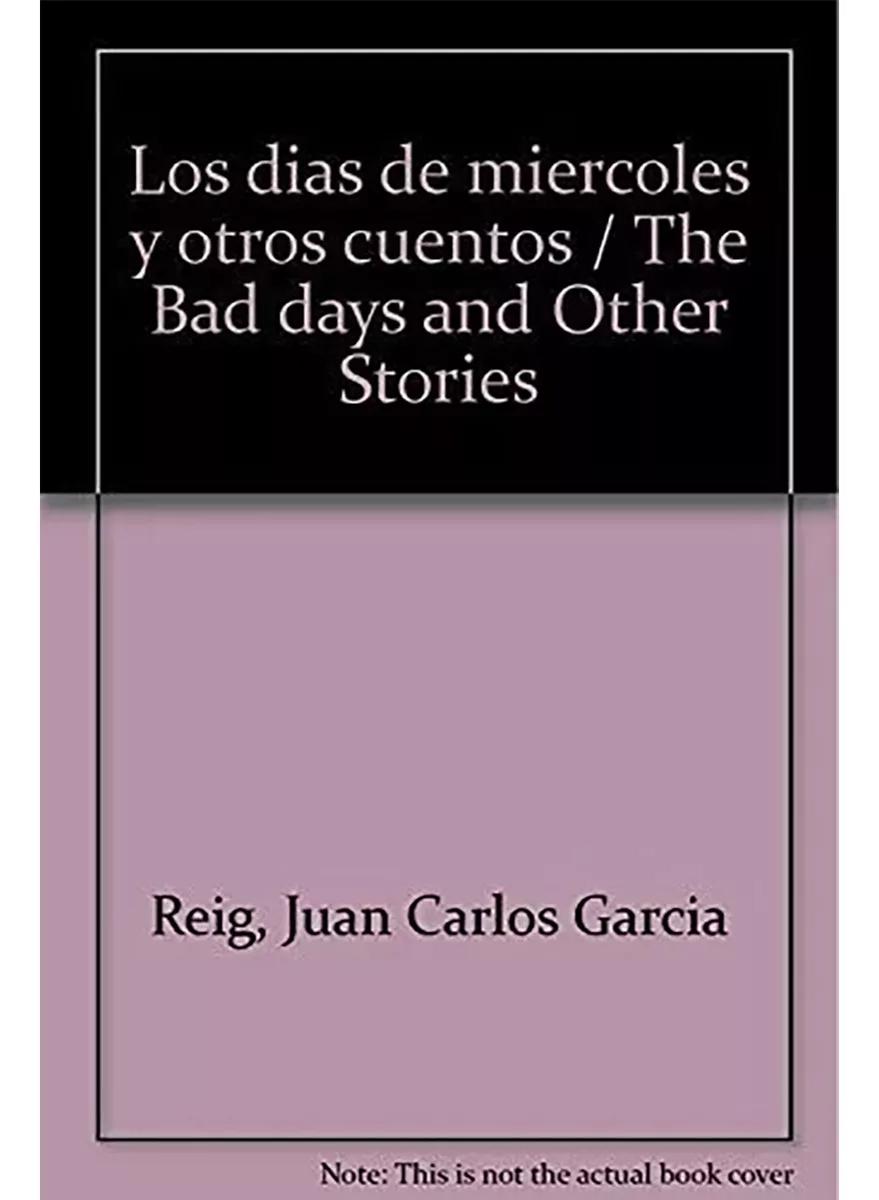 Los dias de miercoles
y otros cuentos / The
Bad days and Other
Stories
Reig, Juan Carlos Garcia
Note: This is not the actual book cover